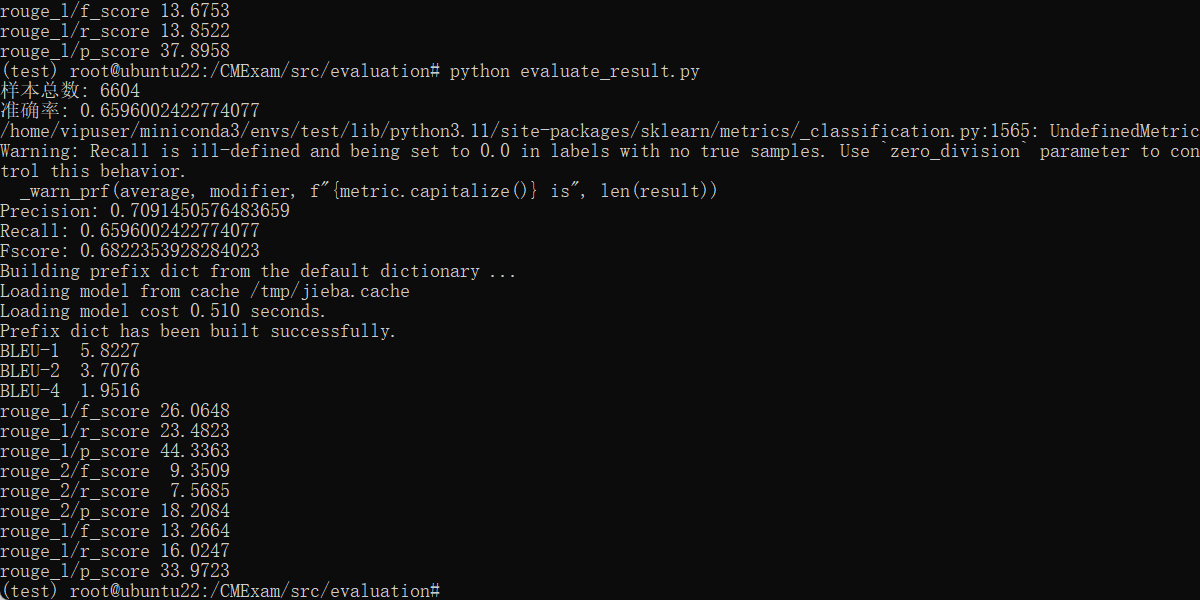 rouge_l/f_score 13.6753
rouge_l/r_score 13.8522
rouge_l/p_score 37.8958
(test) root@ubuntu22:/CMExam/src/evaluation# python evaluate_result.py
样本总数: 6604
准确率: 0.6596002422774077
/home/vipuser/miniconda3/envs/test/lib/python3.11/site-packages/sklearn/metrics/_classification.py:1565: UndefinedMetric
Warning: Recall is ill-defined and being set to 0.0 in labels with no true samples. Use `zero_division` parameter to con
trol this behavior.
  _warn_prf(average, modifier, f"{metric.capitalize()} is", len(result))
Precision: 0.7091450576483659
Recall: 0.6596002422774077
Fscore: 0.6822353928284023
Building prefix dict from the default dictionary ...
Loading model from cache /tmp/jieba.cache
Loading model cost 0.510 seconds.
Prefix dict has been built successfully.
BLEU-1  5.8227
BLEU-2  3.7076
BLEU-4  1.9516
rouge_1/f_score 26.0648
rouge_1/r_score 23.4823
rouge_1/p_score 44.3363
rouge_2/f_score  9.3509
rouge_2/r_score  7.5685
rouge_2/p_score 18.2084
rouge_l/f_score 13.2664
rouge_l/r_score 16.0247
rouge_l/p_score 33.9723
(test) root@ubuntu22:/CMExam/src/evaluation#